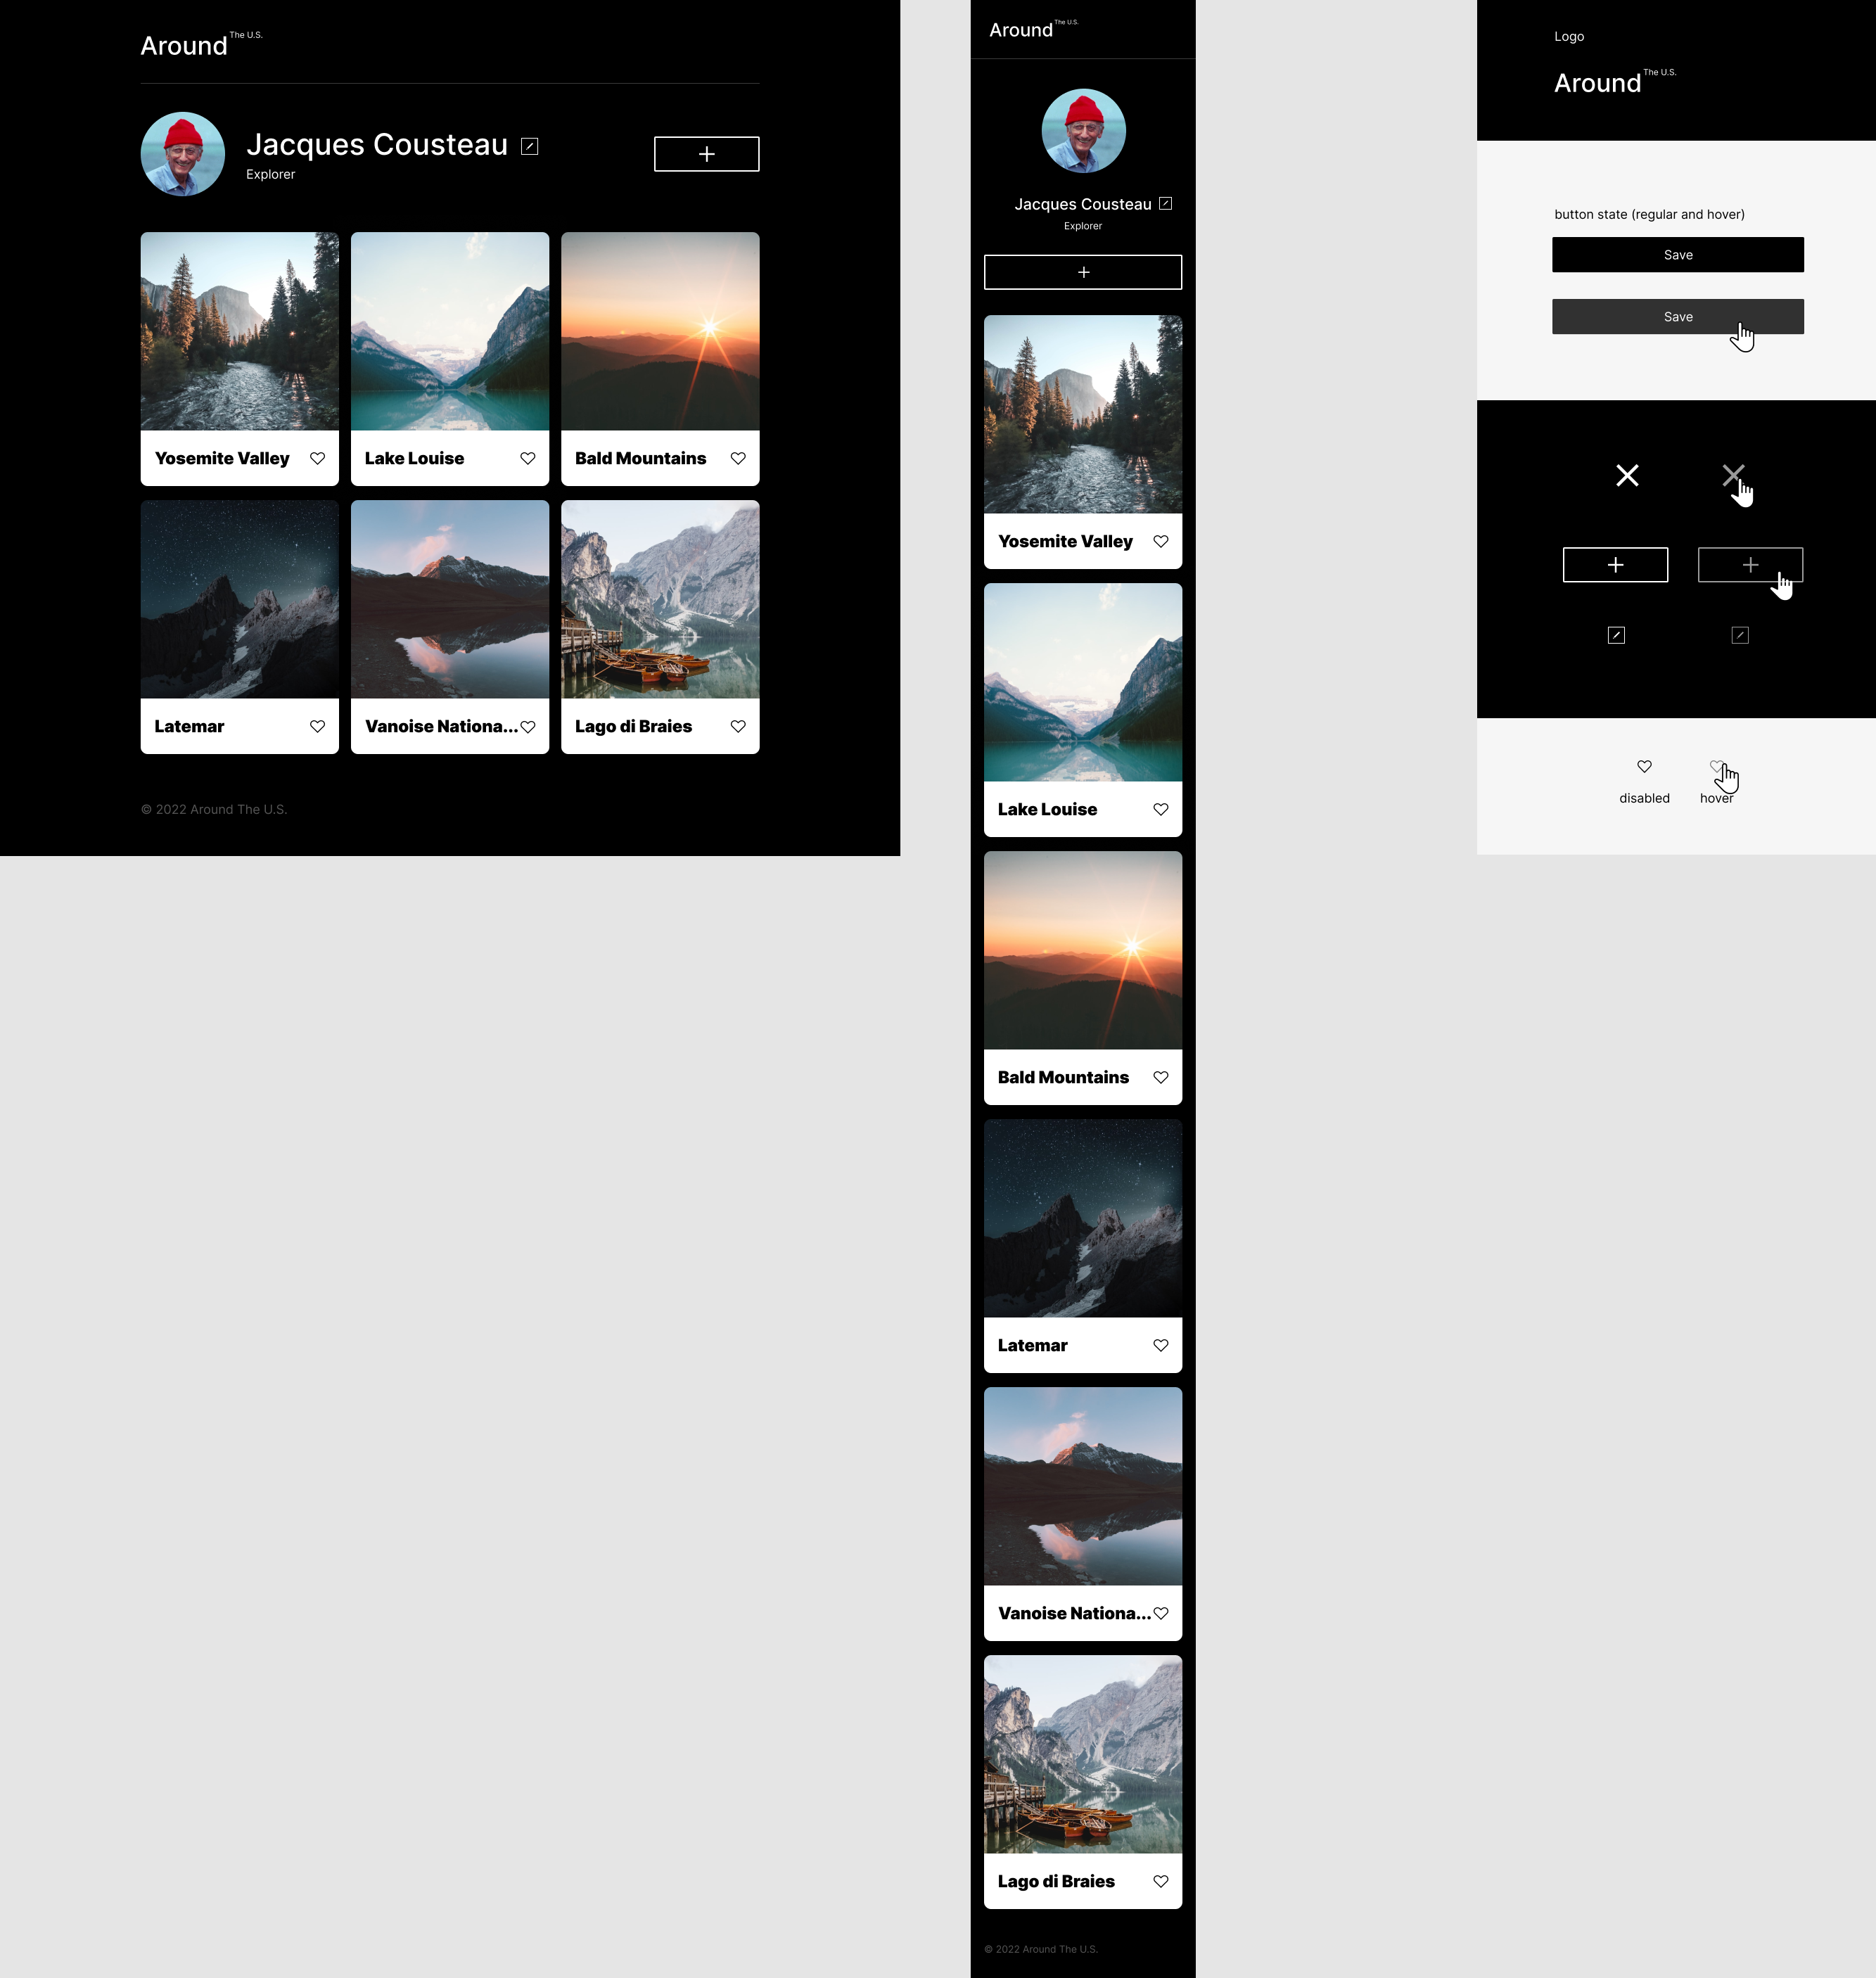 Around The U.S.
Jacques Cousteau
Explorer
Yosemite Valley
Lake Louise
Bald Mountains
Latemar
Vanoise Nationa...
Lago di Braies
© 2022 Around The U.S.
Around The U.S.
Jacques Cousteau
Explorer
Yosemite Valley
Lake Louise
Bald Mountains
Latemar
Vanoise Nationa...
Lago di Braies
© 2022 Around The U.S.
Logo
Around The U.S.
button state (regular and hover)
Save
Save
disabled
hover